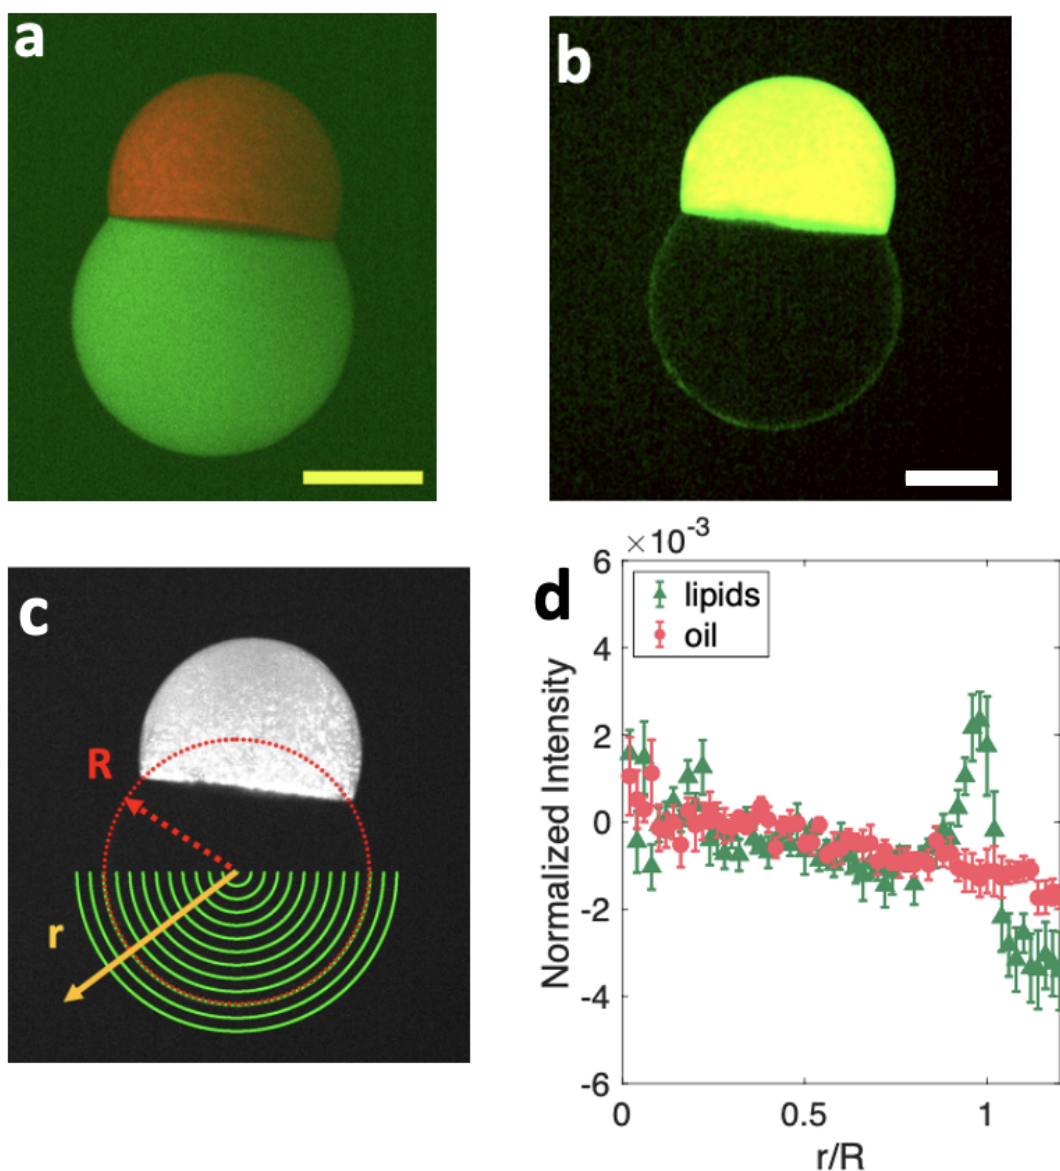 a
b
c
R
r
d
×10⁻³
6
4
2
0
-2
-4
-6
Normalized Intensity
lipids
oil
0
0.5
1
r/R